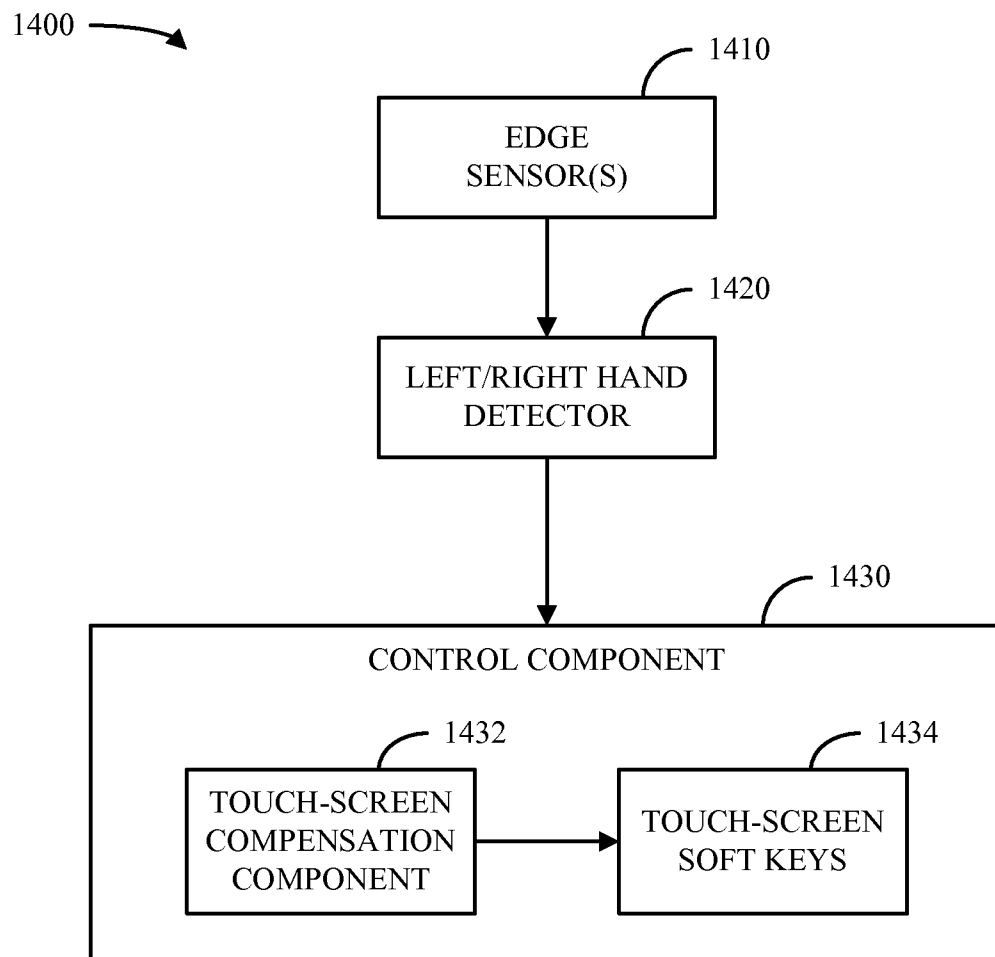 1400
1410
EDGE
SENSOR(S)
1420
LEFT/RIGHT HAND
DETECTOR
1430
CONTROL COMPONENT
1432
1434
TOUCH-SCREEN
COMPENSATION
COMPONENT
TOUCH-SCREEN
SOFT KEYS